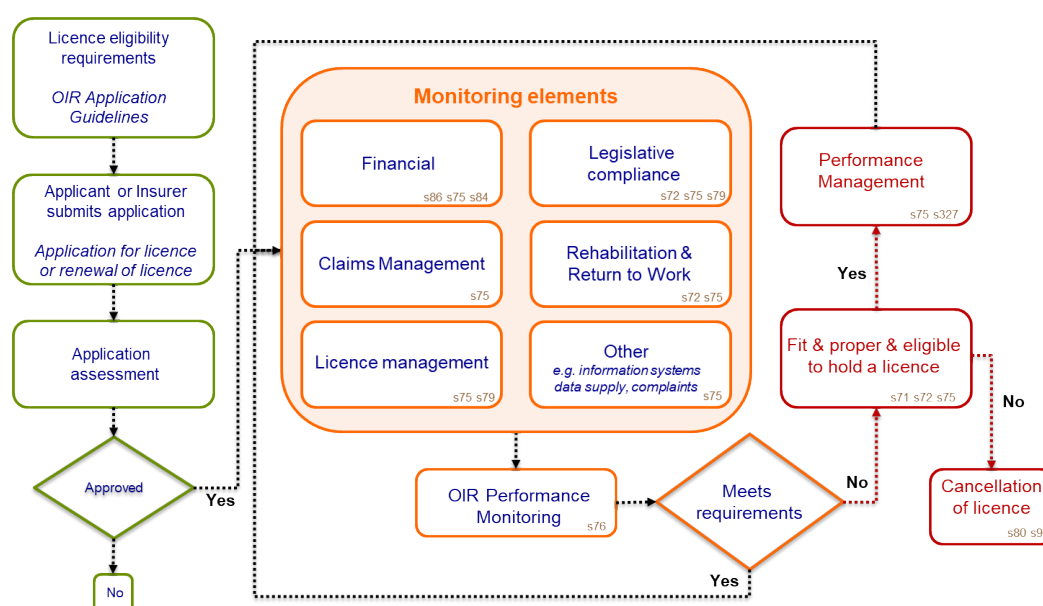 Licence eligibility
requirements
OIR Application
Guidelines
Applicant or Insurer
submits application
Application for licence
or renewal of licence
Application
assessment
Approved
Yes
No
Monitoring elements
Financial
s86 s75 s84
Legislative
compliance
s72 s75 s79
Claims Management
s75
Rehabilitation &
Return to Work
s72 s75
Licence management
s75 s79
Other
e.g. information systems
data supply, complaints
s75
OIR Performance
Monitoring
s76
Meets
requirements
Yes
No
Performance
Management
s75 s327
Yes
Fit & proper & eligible
to hold a licence
s71 s72 s75
No
Cancellation
of licence
s80